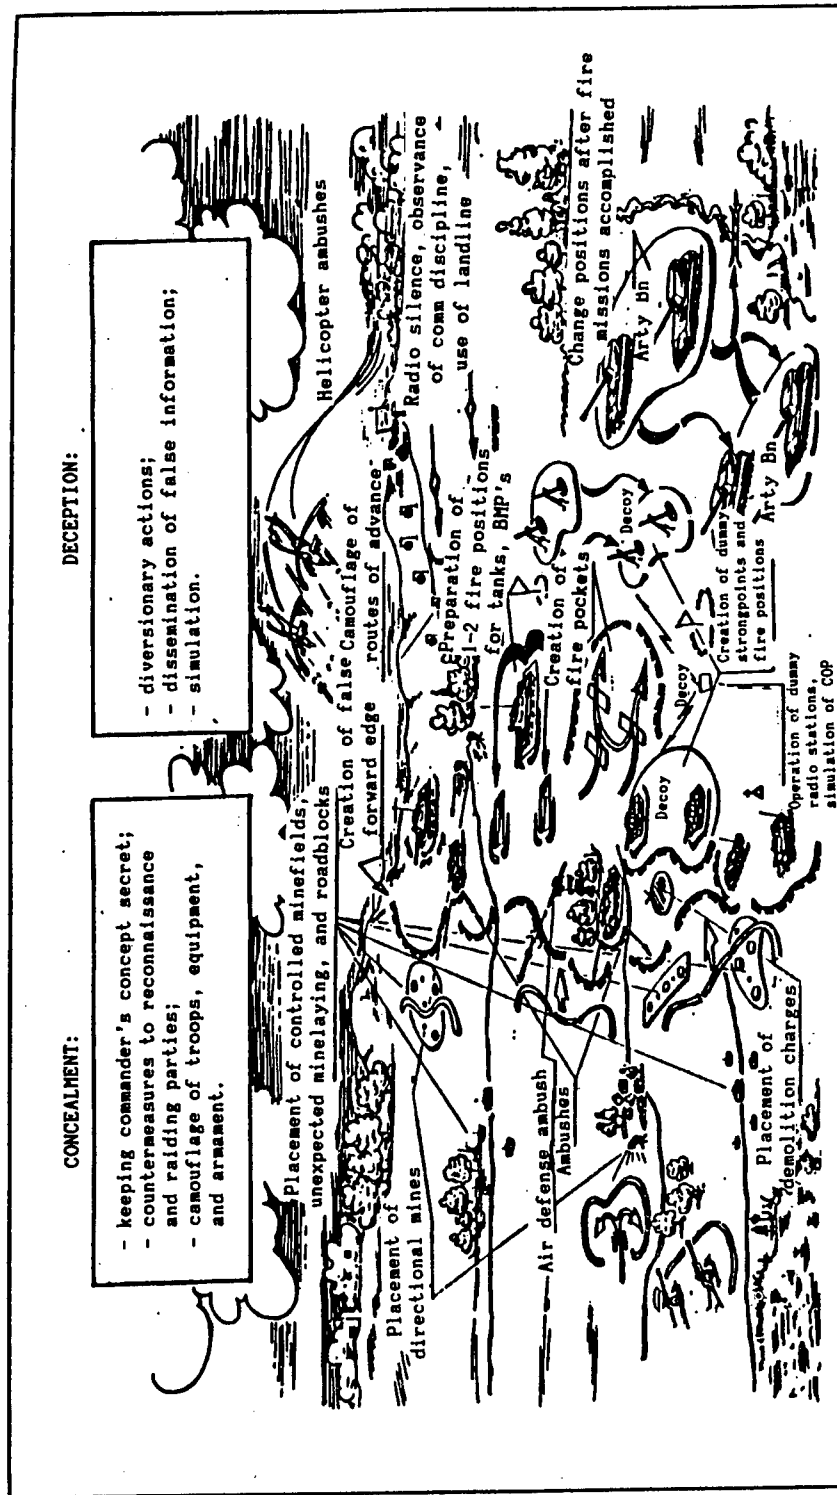 CONCEALMENT:
- keeping commander's concept secret;
- countermeasures to reconnaissance
and raiding parties;
- camouflage of troops, equipment,
and armament.
DECEPTION:
- diversionary actions;
- dissemination of false information;
- simulation.
Placement of controlled minefields,
unexpected minelaying, and roadblocks
Helicopter ambushes
Creation of false
forward edge
Camouflage of
routes of advance
Radio silence, observance
of comm discipline,
use of landline
Placement of
directional mines
Preparation of
1-2 fire positions
for tanks, BMP's
Air defense ambush
Ambushes
Creation of
fire pockets
Change positions after fire
missions accomplished
Arty Bn
Decoy
Decoy
Decoy
Placement of
demolition charges
Operation of dummy
radio stations,
simulation of COP
Creation of dummy
strongpoints and
fire positions
Arty Bn